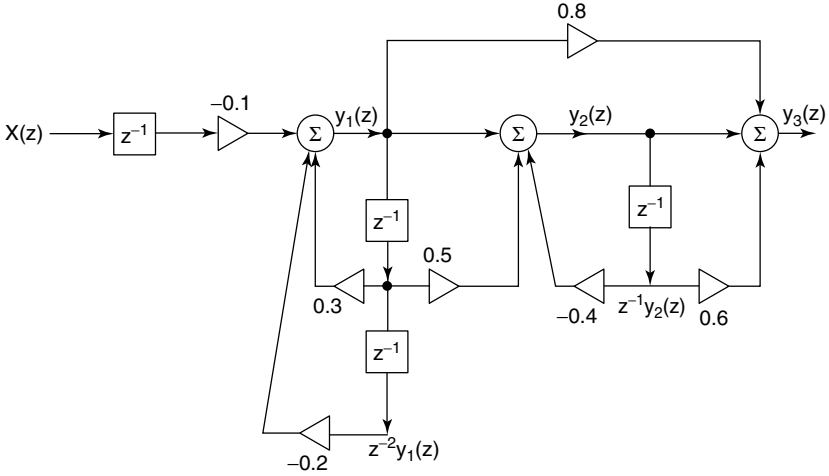 0.8
−0.1
X(z)
z⁻¹
Σ
y₁(z)
Σ
y₂(z)
Σ
y₃(z)
z⁻¹
z⁻¹
0.3
0.5
−0.4
z⁻¹y₂(z)
0.6
z⁻¹
−0.2
z⁻²y₁(z)